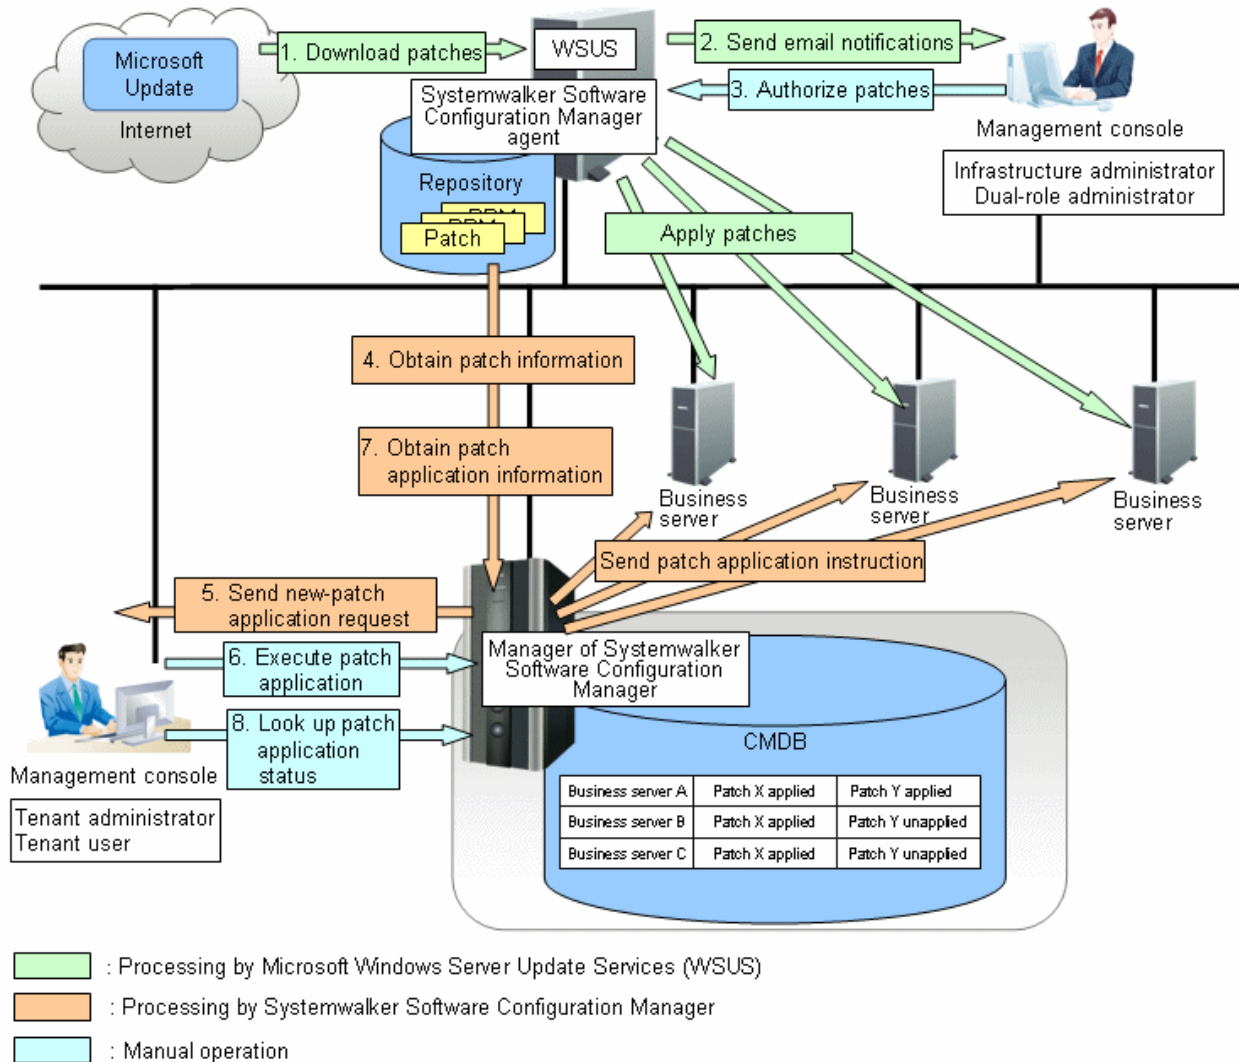 Microsoft
Update
Internet
1. Download patches
WSUS
2. Send email notifications
3. Authorize patches
Systemwalker Software
Configuration Manager
agent
Management console
Infrastructure administrator
Dual-role administrator
Repository
Patch
Apply patches
4. Obtain patch information
7. Obtain patch
application information
Business
server
Business
server
Business
server
Send patch application instruction
5. Send new-patch
application request
6. Execute patch
application
8. Look up patch
application
status
Manager of Systemwalker
Software Configuration
Manager
Management console
Tenant administrator
Tenant user
CMDB
Business server A Patch X applied Patch Y applied
Business server B Patch X applied Patch Y unapplied
Business server C Patch X applied Patch Y unapplied
: Processing by Microsoft Windows Server Update Services (WSUS)
: Processing by Systemwalker Software Configuration Manager
: Manual operation